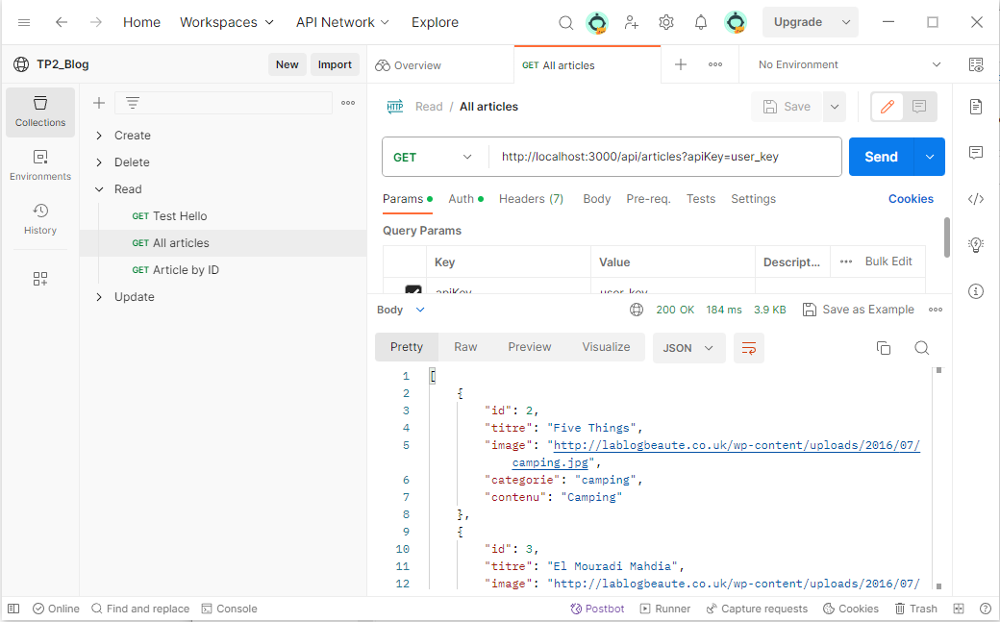 Home Workspaces API Network Explore Upgrade
TP2_Blog New Import Overview GET All articles No Environment
Collections
Environments
History
Create
Delete
Read
GET Test Hello
GET All articles
GET Article by ID
Update
HTTP Read / All articles Save
GET http://localhost:3000/api/articles?apiKey=user_key Send
Params Auth Headers (7) Body Pre-req. Tests Settings Cookies
Query Params
Key Value Descript... Bulk Edit
apiKey user_key
Body 200 OK 184 ms 3.9 KB Save as Example
Pretty Raw Preview Visualize JSON
1 [
2 {
3 "id": 2,
4 "titre": "Five Things",
5 "image": "http://lablogbeaute.co.uk/wp-content/uploads/2016/07/
camping.jpg",
6 "categorie": "camping",
7 "contenu": "Camping"
8 },
9 {
10 "id": 3,
11 "titre": "El Mouradi Mahdia",
12 "image": "http://lablogbeaute.co.uk/wp-content/uploads/2016/07/
Online Find and replace Console Postbot Runner Capture requests Cookies Trash